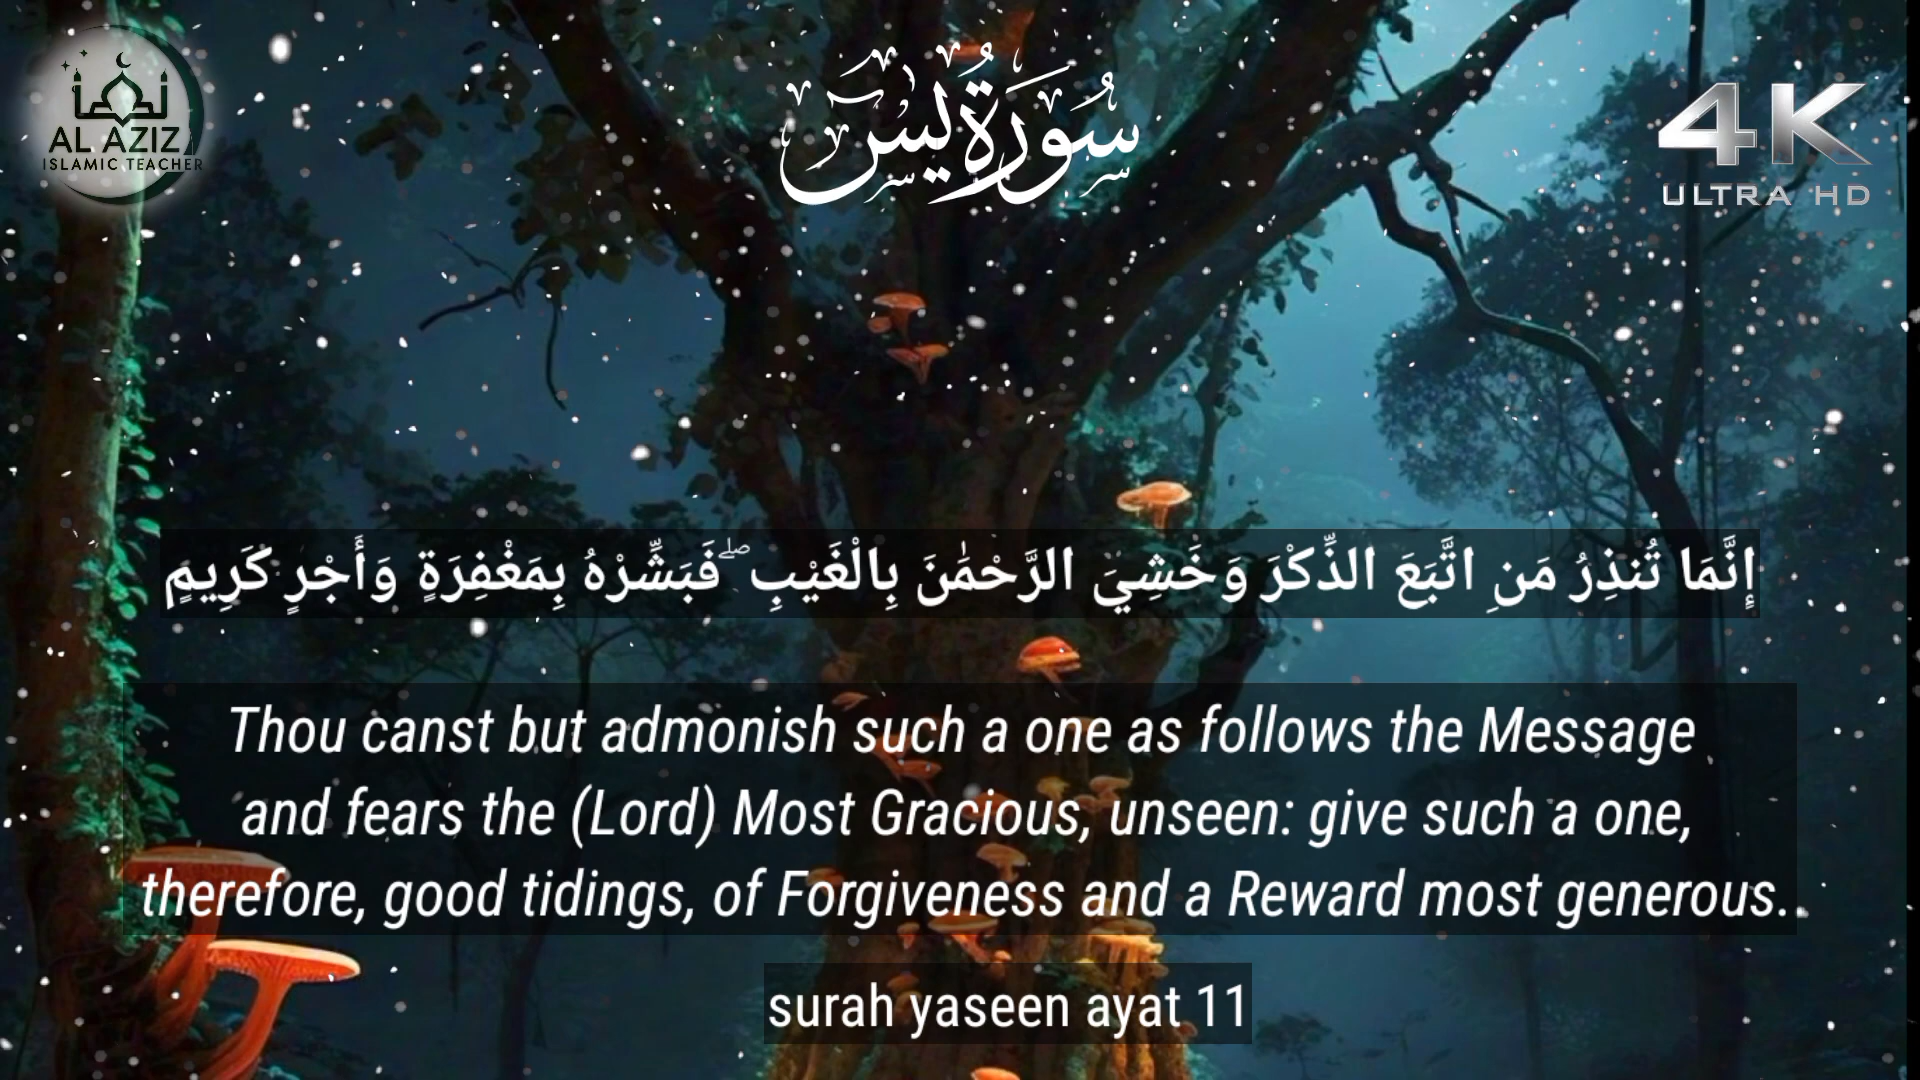 AL AZIZ
ISLAMIC TEACHER
سُورَةُ يس
4K
ULTRA HD
إِنَّمَا تُنذِرُ مَنِ اتَّبَعَ الذِّكْرَ وَخَشِيَ الرَّحْمَٰنَ بِالْغَيْبِ ۖ فَبَشِّرْهُ بِمَغْفِرَةٍ وَأَجْرٍ كَرِيمٍ
Thou canst but admonish such a one as follows the Message
and fears the (Lord) Most Gracious, unseen: give such a one,
therefore, good tidings, of Forgiveness and a Reward most generous.
surah yaseen ayat 11